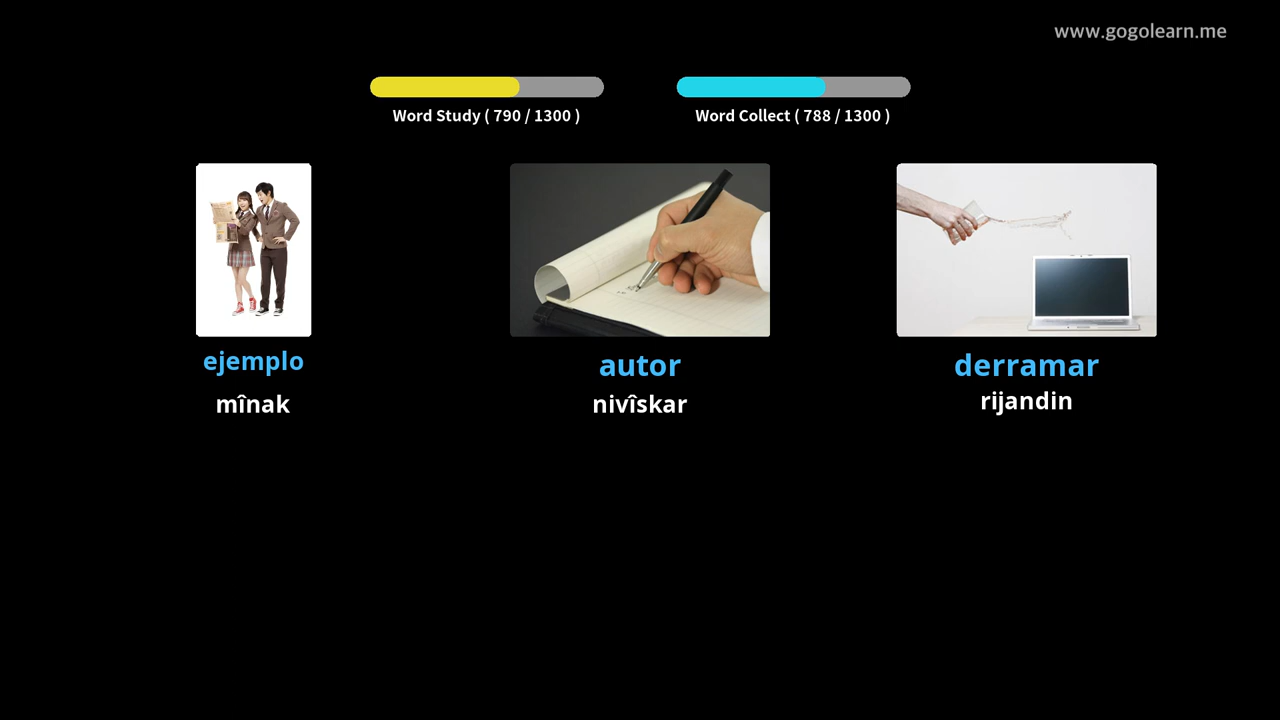 www.gogolearn.me
Word Study ( 790 / 1300 )
Word Collect ( 788 / 1300 )
ejemplo
mînak
autor
nivîskar
derramar
rijandin